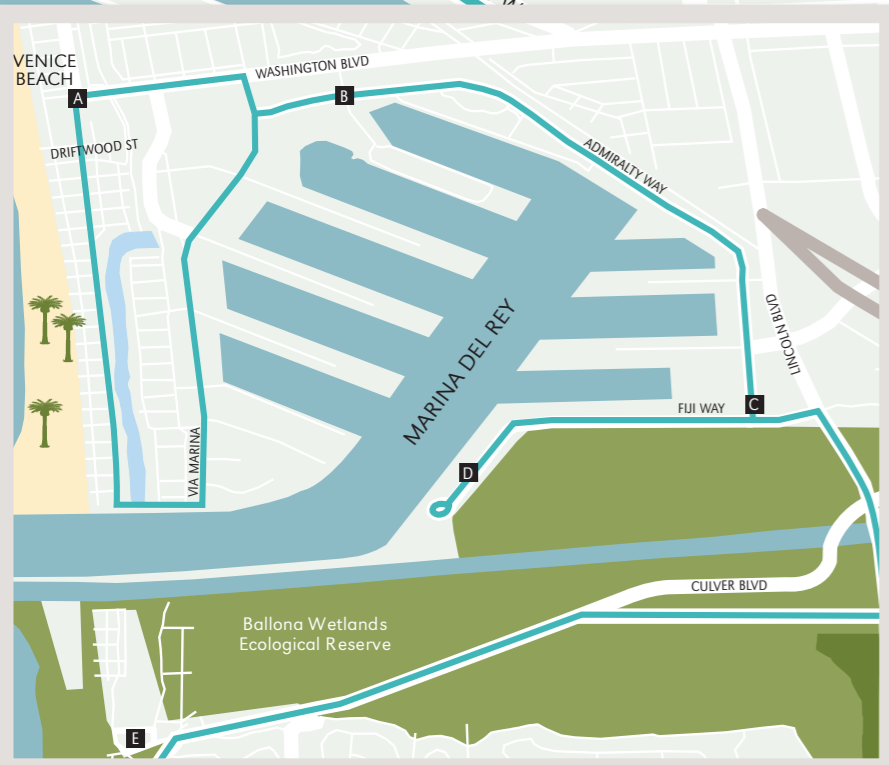 VENICE
BEACH
A
WASHINGTON BLVD
B
DRIFTWOOD ST
ADMIRALTY WAY
MARINA DEL REY
LINCOLN BLVD
C
FIJI WAY
VIA MARINA
D
CULVER BLVD
Ballona Wetlands
Ecological Reserve
E